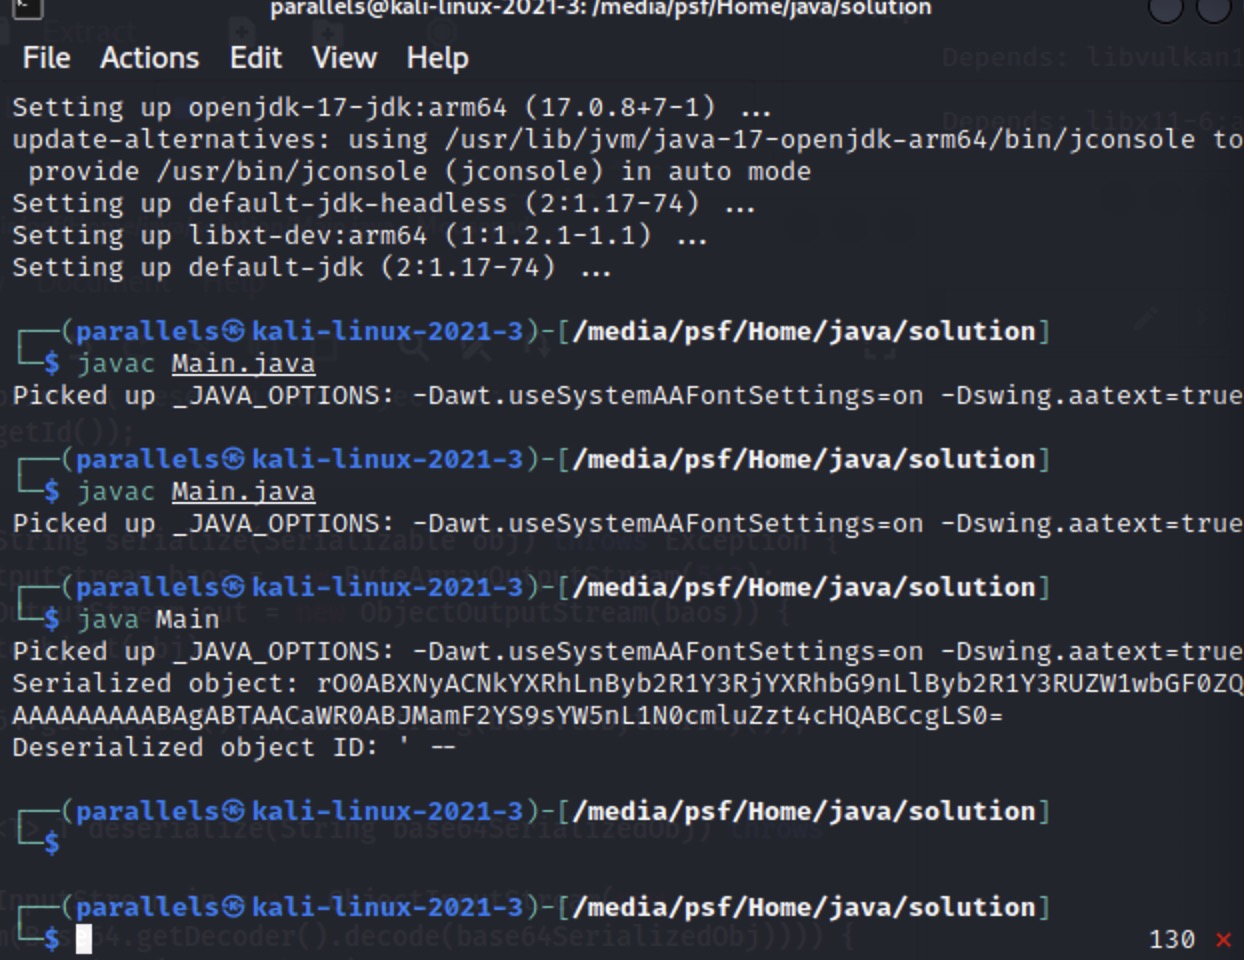 parallels@kali-linux-2021-3: /media/psf/Home/java/solution
File Actions Edit View Help
Setting up openjdk-17-jdk:arm64 (17.0.8+7-1) ...
update-alternatives: using /usr/lib/jvm/java-17-openjdk-arm64/bin/jconsole to
provide /usr/bin/jconsole (jconsole) in auto mode
Setting up default-jdk-headless (2:1.17-74) ...
Setting up libxt-dev:arm64 (1:1.2.1-1.1) ...
Setting up default-jdk (2:1.17-74) ...
┌──(parallels㉿kali-linux-2021-3)-[/media/psf/Home/java/solution]
└─$ javac Main.java
Picked up _JAVA_OPTIONS: -Dawt.useSystemAAFontSettings=on -Dswing.aatext=true
┌──(parallels㉿kali-linux-2021-3)-[/media/psf/Home/java/solution]
└─$ javac Main.java
Picked up _JAVA_OPTIONS: -Dawt.useSystemAAFontSettings=on -Dswing.aatext=true
┌──(parallels㉿kali-linux-2021-3)-[/media/psf/Home/java/solution]
└─$ java Main
Picked up _JAVA_OPTIONS: -Dawt.useSystemAAFontSettings=on -Dswing.aatext=true
Serialized object: rO0ABXNyACNkYXRhLnByb2R1Y3RjYXRhbG9nLlByb2R1Y3RUZW1wbGF0ZQ
AAAAAAAAABAgABTAACaWR0ABJMamF2YS9sYW5nL1N0cmluZzt4cHQABCcgLS0=
Deserialized object ID: ' --
┌──(parallels㉿kali-linux-2021-3)-[/media/psf/Home/java/solution]
└─$
┌──(parallels㉿kali-linux-2021-3)-[/media/psf/Home/java/solution]
└─$
130 ⨯